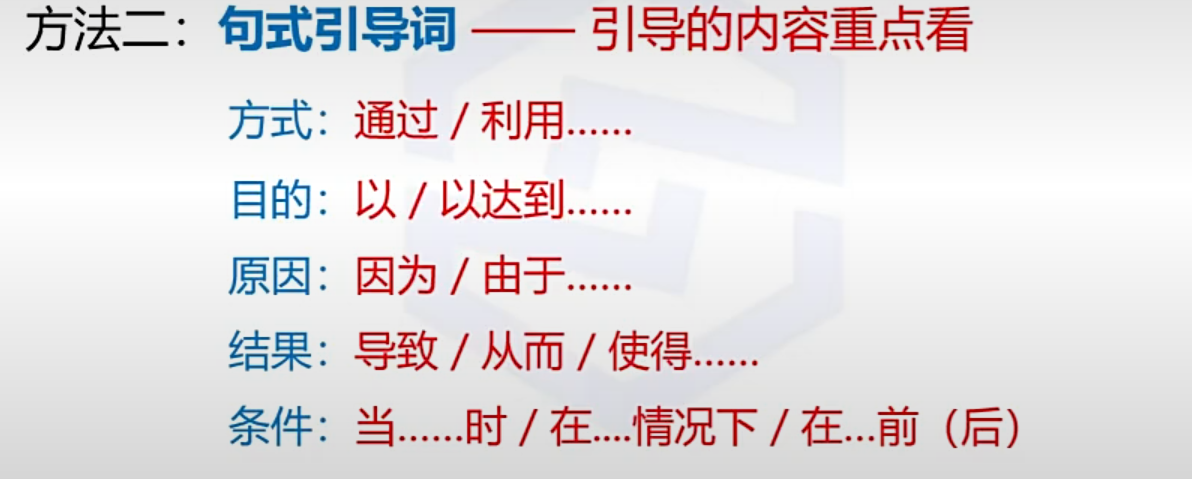 方法二：句式引导词 —— 引导的内容重点看
方式：通过 / 利用......
目的：以 / 以达到......
原因：因为 / 由于......
结果：导致 / 从而 / 使得......
条件：当......时 / 在....情况下 / 在...前（后）